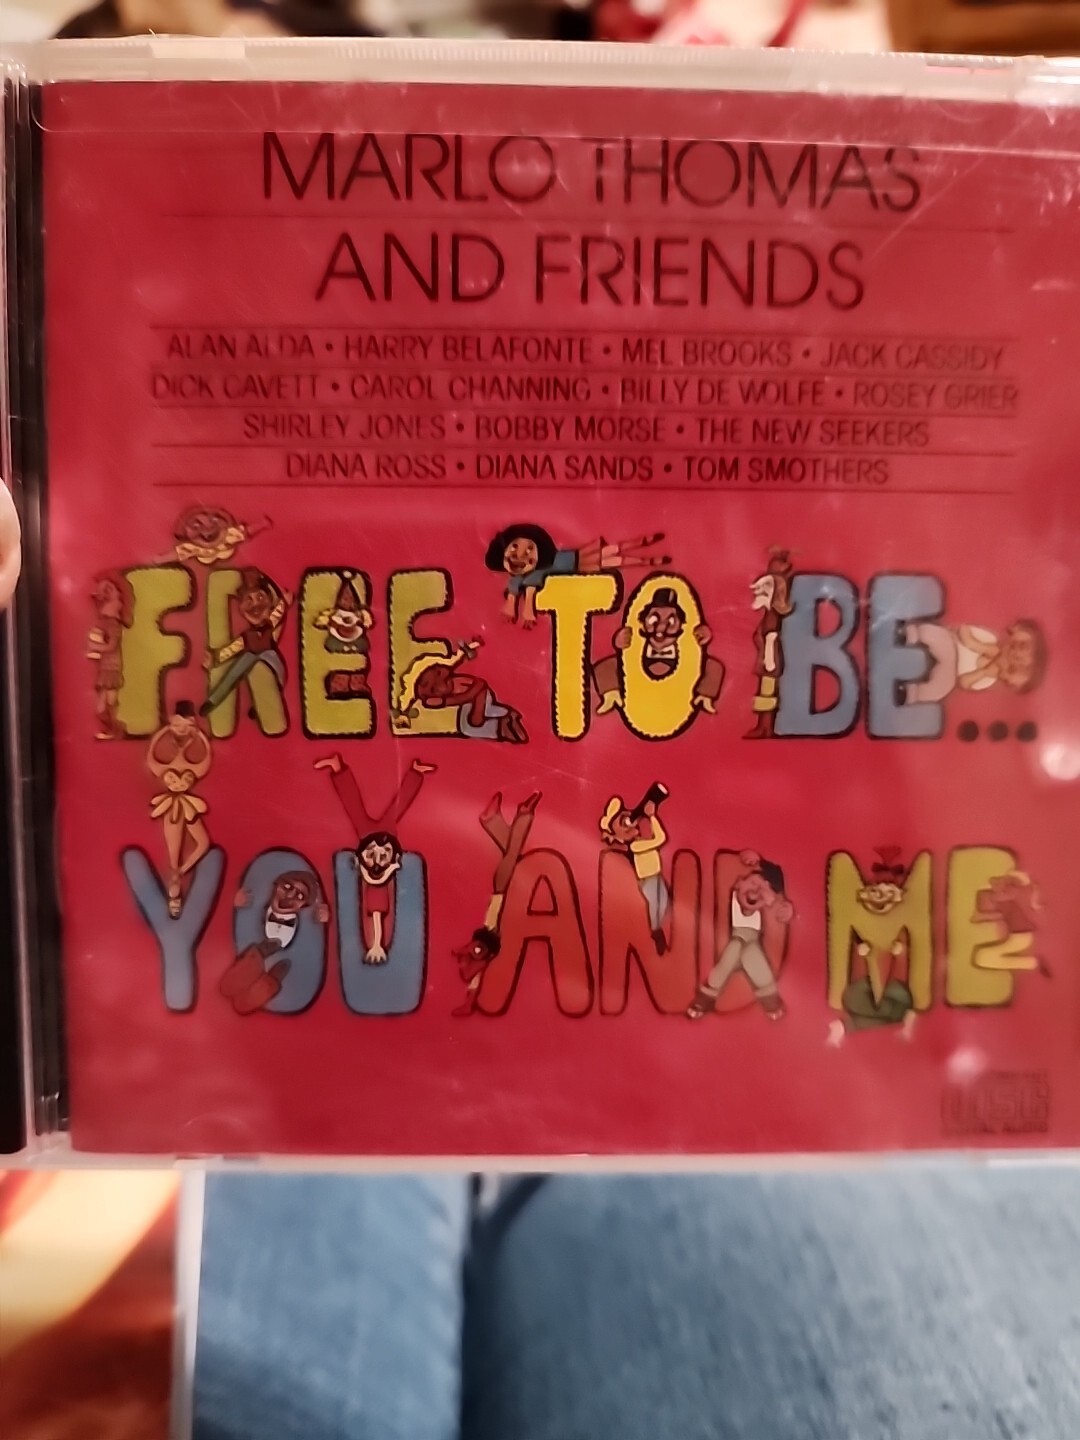 MARLO THOMAS
AND FRIENDS
ALAN ALDA • HARRY BELAFONTE • MEL BROOKS • JACK CASSIDY
DICK CAVETT • CAROL CHANNING • BILLY DE WOLFE • ROSEY GRIER
SHIRLEY JONES • BOBBY MORSE • THE NEW SEEKERS
DIANA ROSS • DIANA SANDS • TOM SMOTHERS
FREE TO BE...
YOU AND ME
DISC